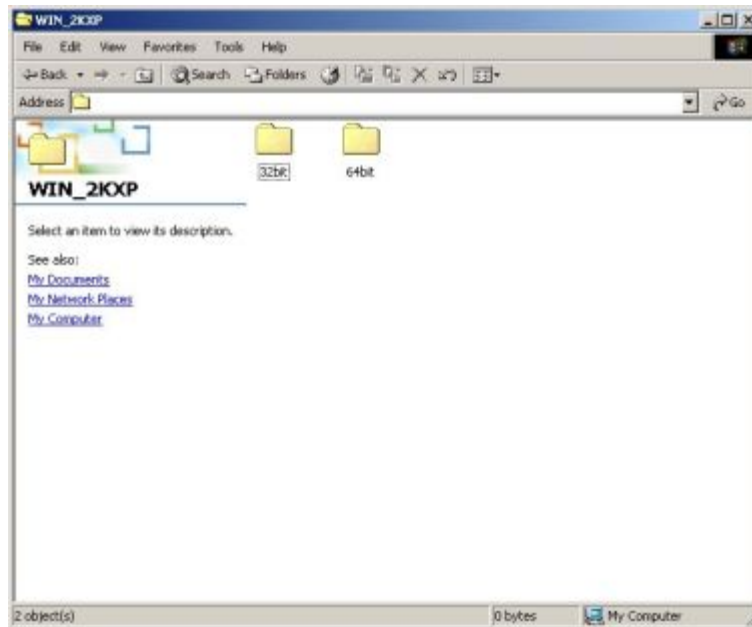 WIN_2KXP
File Edit View Favorites Tools Help
Back Search Folders
Address Go
32bit 64bit
WIN_2KXP
Select an item to view its description.
See also:
My Documents
My Network Places
My Computer
2 object(s) 0 bytes My Computer